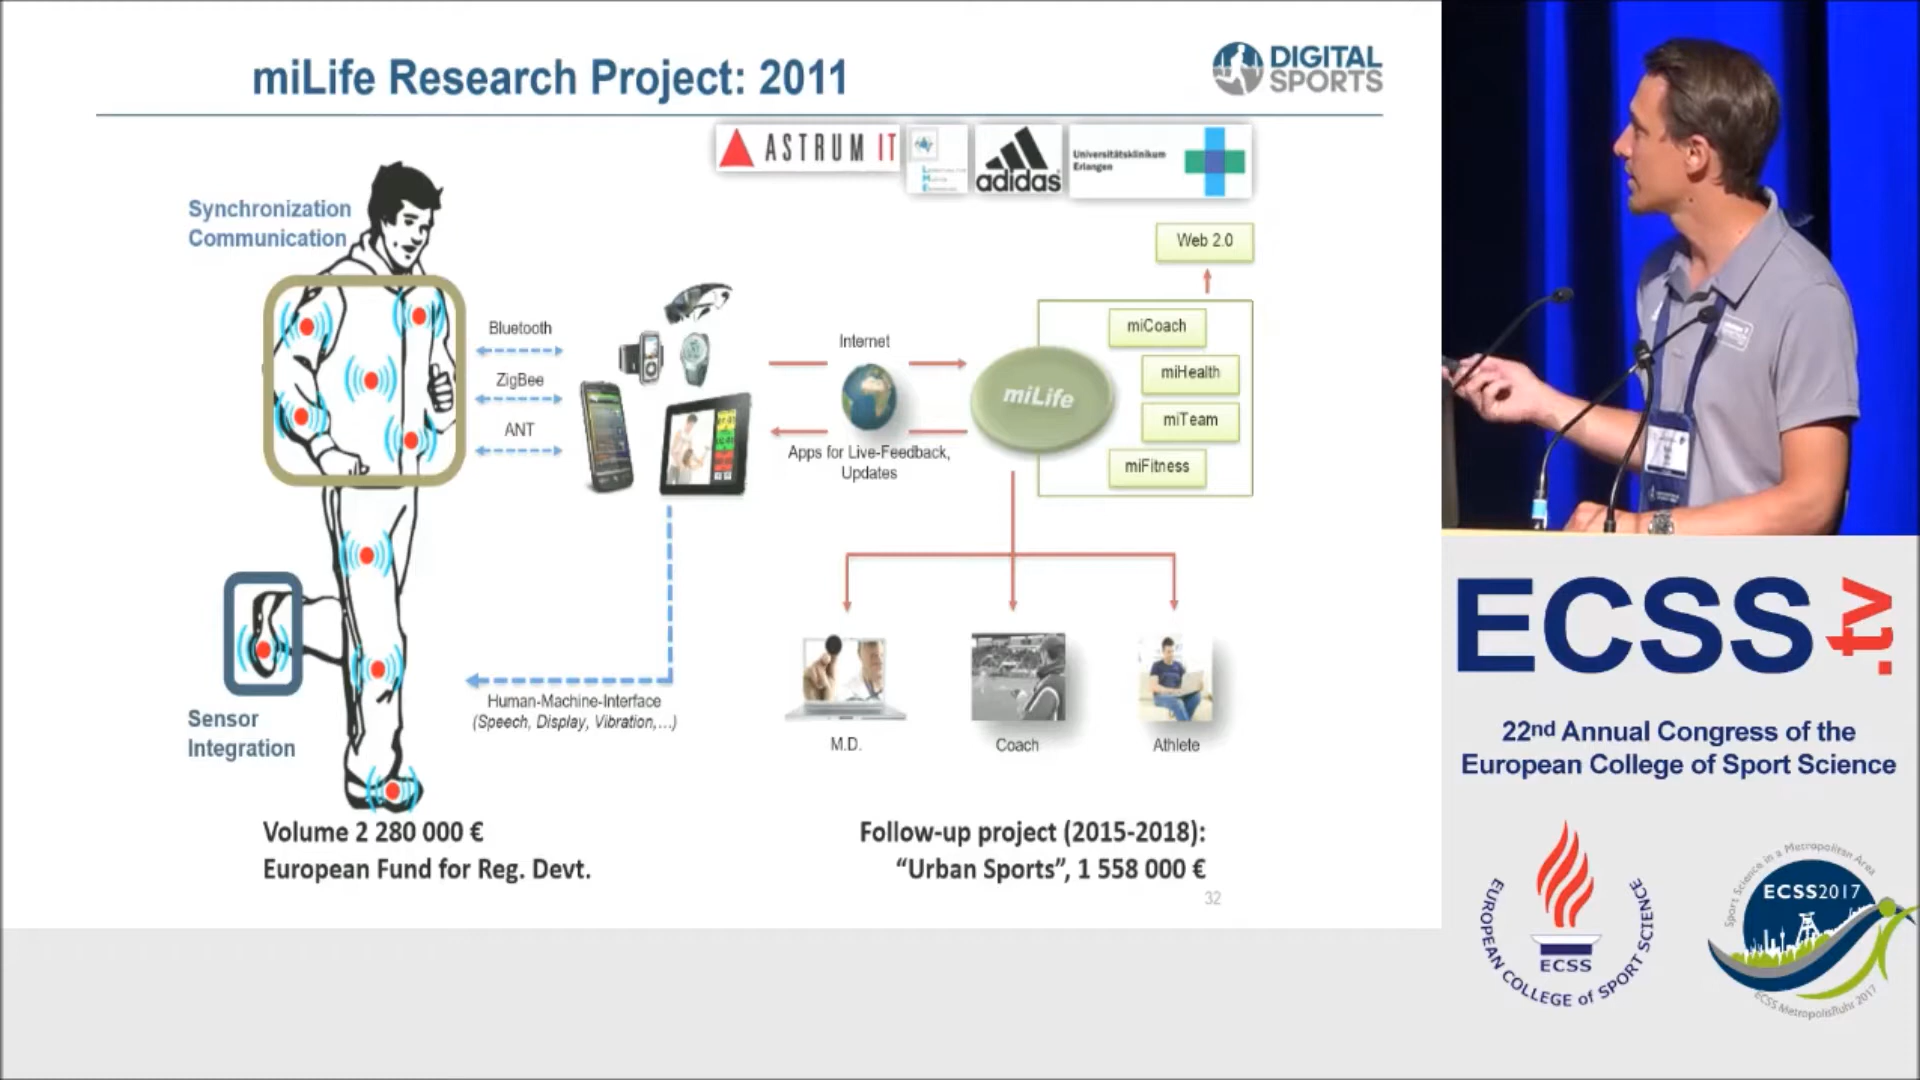 miLife Research Project: 2011
DIGITAL
SPORTS
ASTRUM IT
adidas
Universitätsklinikum
Erlangen
Synchronization
Communication
Web 2.0
Bluetooth
ZigBee
ANT
Internet
Apps for Live-Feedback,
Updates
miLife
miCoach
miHealth
miTeam
miFitness
Human-Machine-Interface
(Speech, Display, Vibration,...)
Sensor
Integration
M.D.
Coach
Athlete
Volume 2 280 000 €
European Fund for Reg. Devt.
Follow-up project (2015-2018):
“Urban Sports”, 1 558 000 €
32
ECSS.tv
22nd Annual Congress of the
European College of Sport Science
EUROPEAN COLLEGE of SPORT SCIENCE
ECSS
Sport Science in a Metropolitan Area
ECSS2017
ECSS MetropolisRuhr 2017